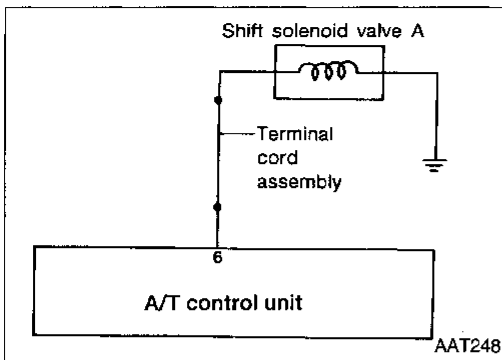 Shift solenoid valve A
Terminal
cord
assembly
6
A/T control unit
AAT248